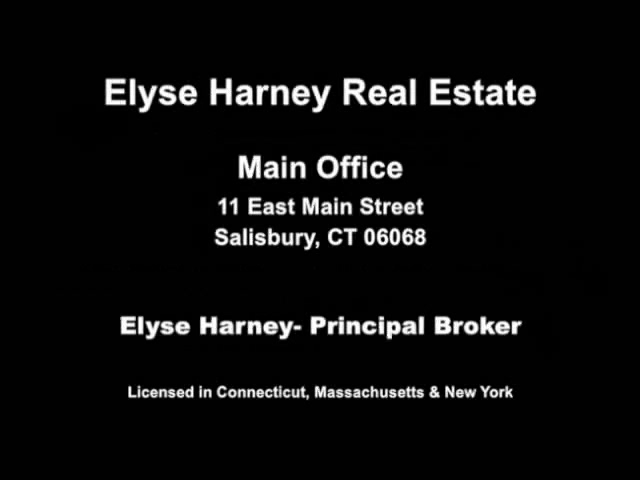 Elyse Harney Real Estate
Main Office
11 East Main Street
Salisbury, CT 06068
Elyse Harney- Principal Broker
Licensed in Connecticut, Massachusetts & New York